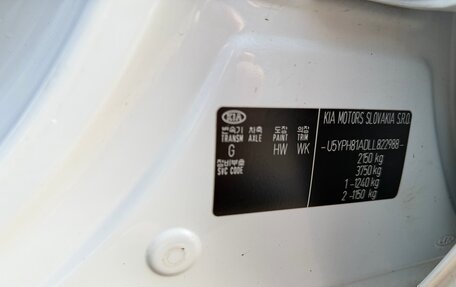 KIA
변속기 차축 도장 의장
TRANSM AXLE PAINT TRIM
G HW WK
정비부호
SVC CODE
KIA MOTORS SLOVAKIA S.R.O.
-U5YPH81ADLL822988-
2150 kg
3750 kg
1-1240 kg
2-1150 kg